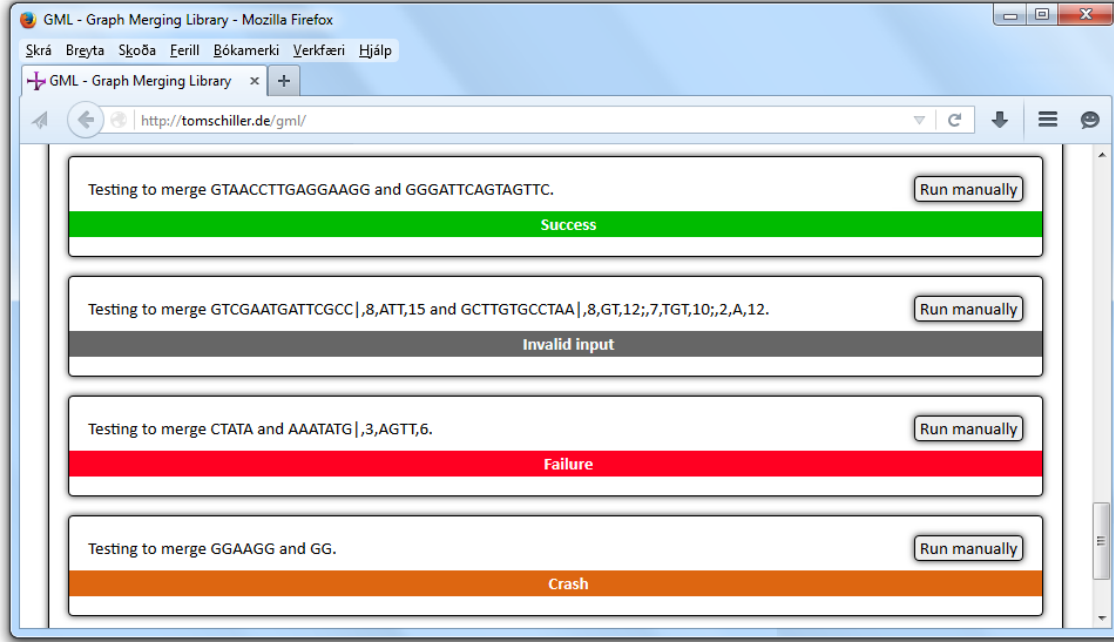 GML - Graph Merging Library - Mozilla Firefox
Skrá Breyta Skoða Ferill Bókamerki Verkfæri Hjálp
GML - Graph Merging Library × +
http://tomschiller.de/gml/
Testing to merge GTAACCTTGAGGAAGG and GGGATTCAGTAGTTC. Run manually
Success
Testing to merge GTCGAATGATTCGCC|,8,ATT,15 and GCTTGTGCCTAA|,8,GT,12;,7,TGT,10;,2,A,12. Run manually
Invalid input
Testing to merge CTATA and AAATATG|,3,AGTT,6. Run manually
Failure
Testing to merge GGAAGG and GG. Run manually
Crash